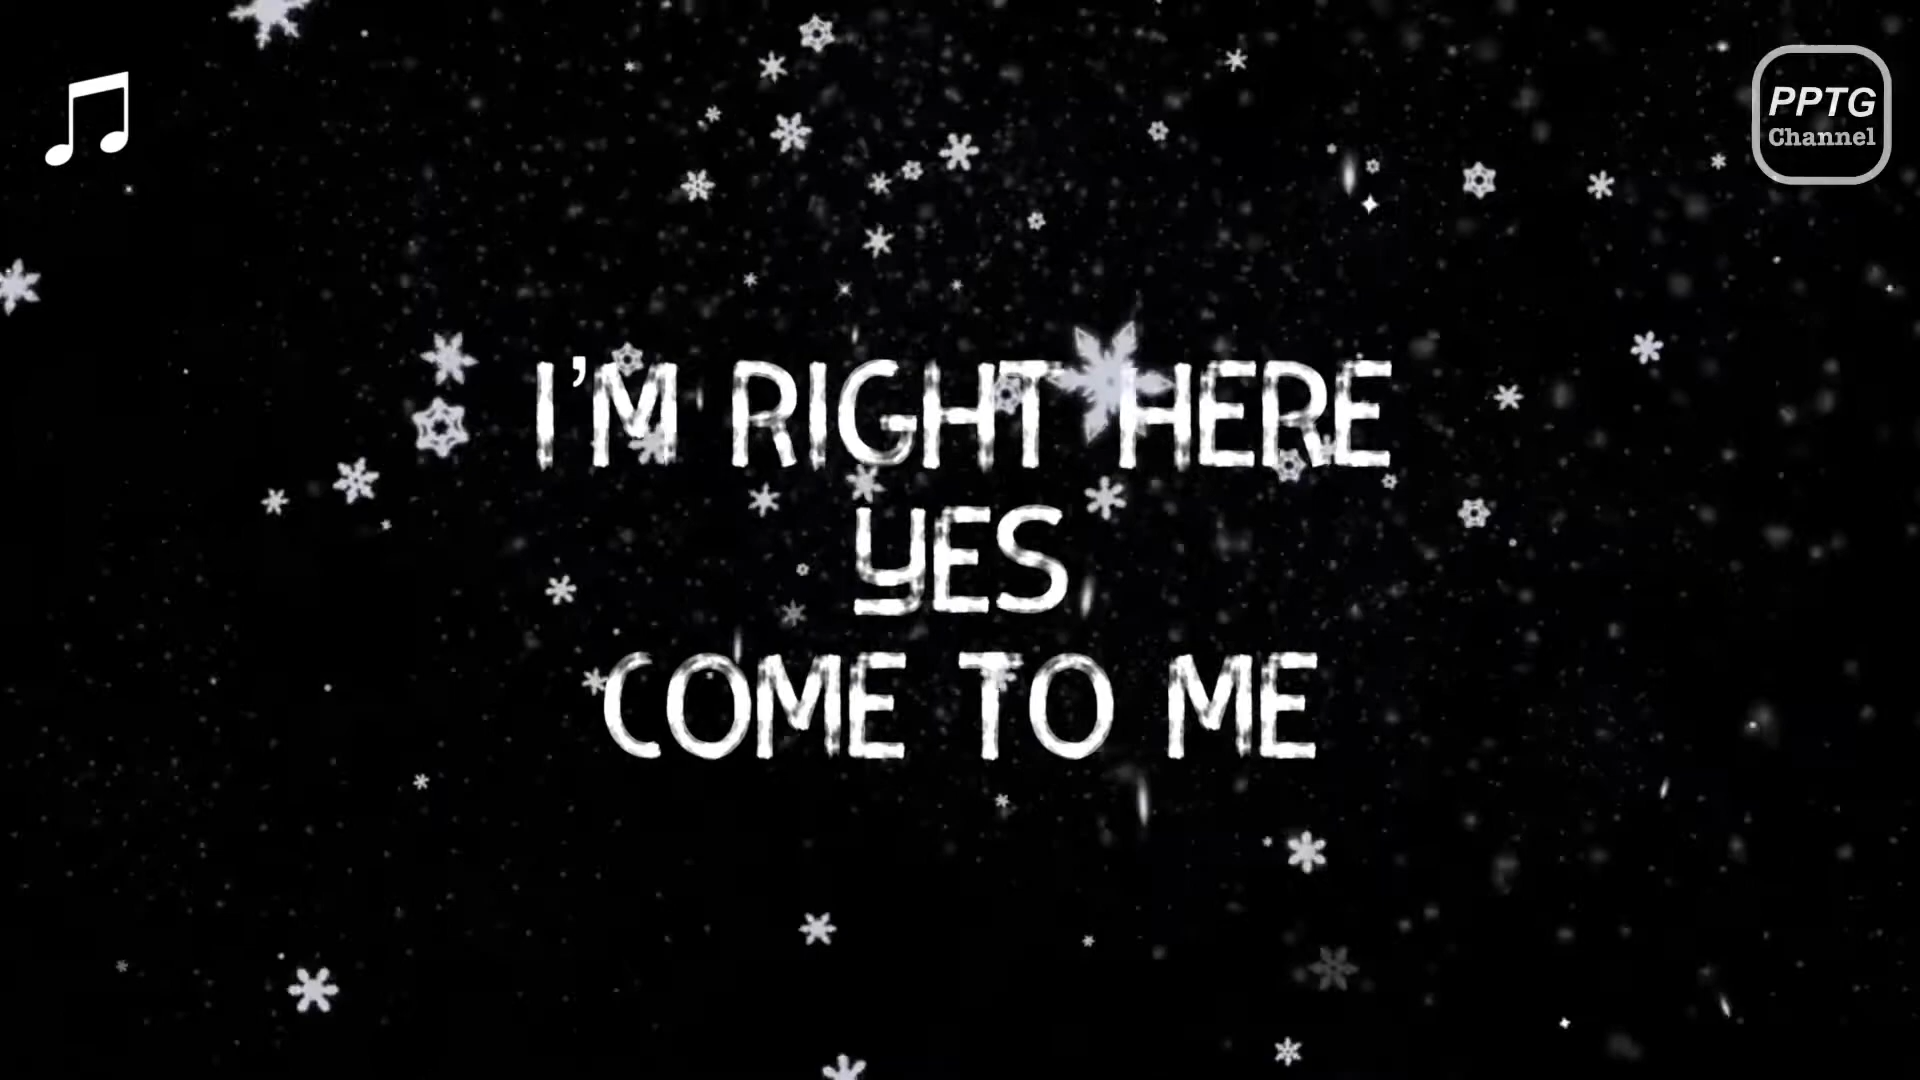 PPTG
Channel
I'M RIGHT HERE
YES
COME TO ME